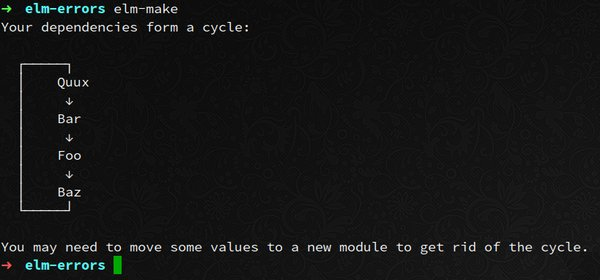 ➜ elm-errors elm-make
Your dependencies form a cycle:
┌─────┐
│    Quux
│     ↓
│    Bar
│     ↓
│    Foo
│     ↓
│    Baz
└─────┘
You may need to move some values to a new module to get rid of the cycle.
➜ elm-errors